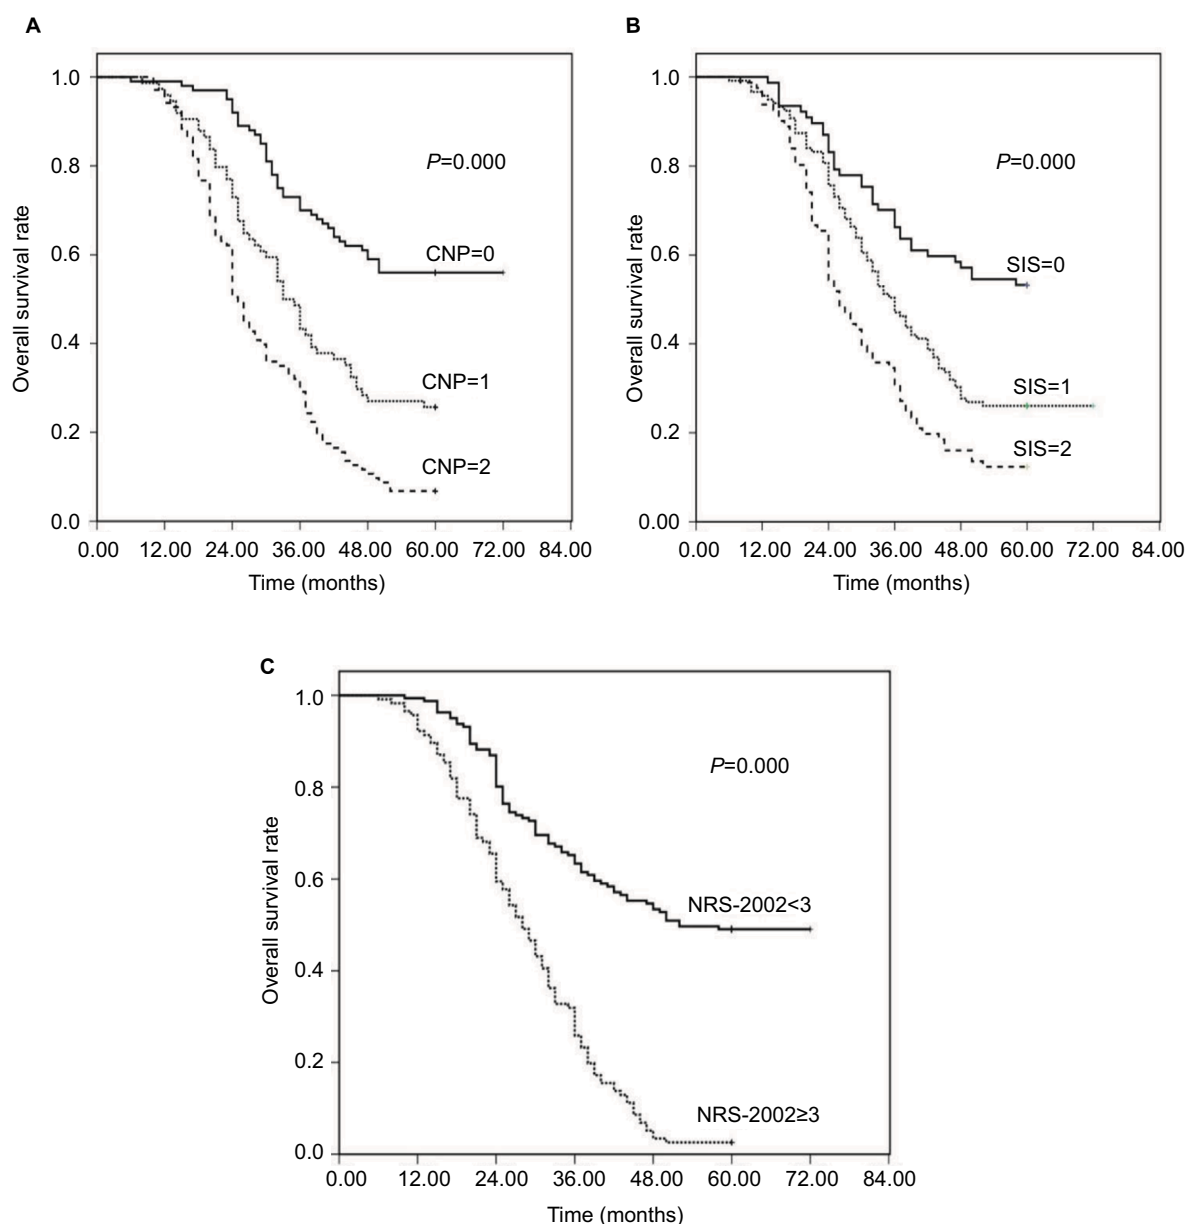 A
Overall survival rate
1.0
0.8
0.6
0.4
0.2
0.0
P=0.000
CNP=0
CNP=1
CNP=2
0.00 12.00 24.00 36.00 48.00 60.00 72.00 84.00
Time (months)
B
Overall survival rate
1.0
0.8
0.6
0.4
0.2
0.00
P=0.000
SIS=0
SIS=1
SIS=2
0.00 12.00 24.00 36.00 48.00 60.00 72.00 84.00
Time (months)
C
Overall survival rate
1.0
0.8
0.6
0.4
0.2
0.0
P=0.000
NRS-2002<3
NRS-2002≥3
0.00 12.00 24.00 36.00 48.00 60.00 72.00 84.00
Time (months)